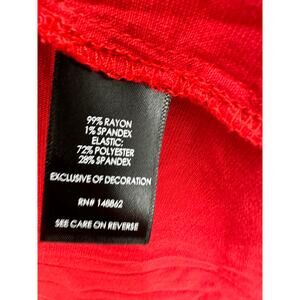 99% RAYON
1% SPANDEX
ELASTIC:
72% POLYESTER
28% SPANDEX
EXCLUSIVE OF DECORATION
RN# 148862
SEE CARE ON REVERSE